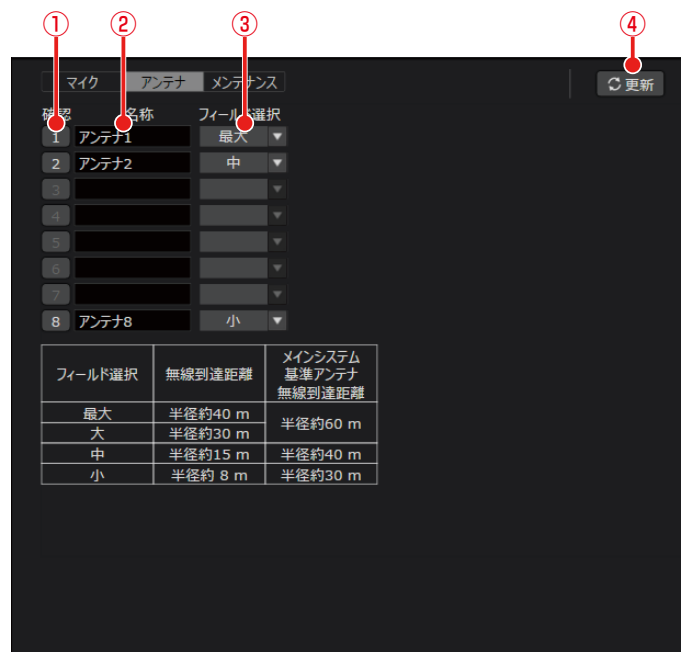 ① ② ③ ④
マイク アンテナ メンテナンス 更新
確認 名称 フィールド選択
1 アンテナ1 最大
2 アンテナ2 中
3
4
5
6
7
8 アンテナ8 小
フィールド選択 無線到達距離 メインシステム
基準アンテナ
無線到達距離
最大 半径約40 m 半径約60 m
大 半径約30 m
中 半径約15 m 半径約40 m
小 半径約 8 m 半径約30 m